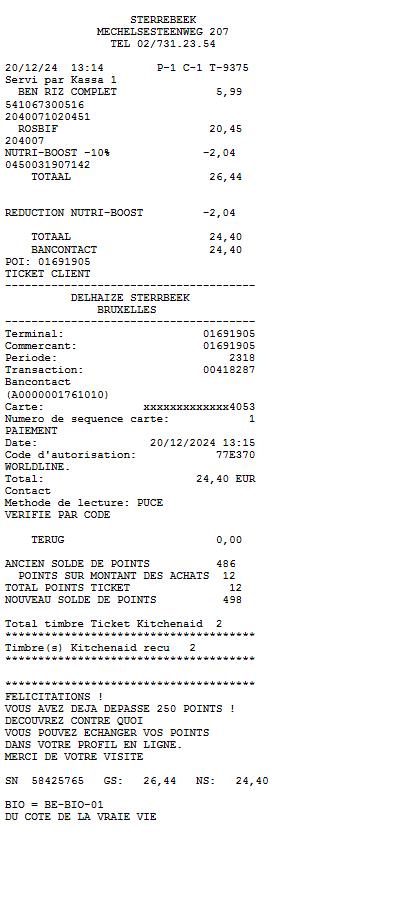 STERREBEEK
MECHELSESTEENWEG 207
TEL 02/731.23.54
20/12/24 13:14 P-1 C-1 T-9375
Servi par Kassa 1
BEN RIZ COMPLET 5,99
541067300516
2040071020451
ROSBIF 20,45
204007
NUTRI-BOOST -10% -2,04
0450031907142
TOTAAL 26,44
REDUCTION NUTRI-BOOST -2,04
TOTAAL 24,40
BANCONTACT 24,40
POI: 01691905
TICKET CLIENT
--------------------------------------
DELHAIZE STERRBEEK
BRUXELLES
--------------------------------------
Terminal: 01691905
Commercant: 01691905
Periode: 2318
Transaction: 00418287
Bancontact
(A0000001761010)
Carte: xxxxxxxxxxxxx4053
Numero de sequence carte: 1
PAIEMENT
Date: 20/12/2024 13:15
Code d'autorisation: 77E370
WORLDLINE.
Total: 24,40 EUR
Contact
Methode de lecture: PUCE
VERIFIE PAR CODE
TERUG 0,00
ANCIEN SOLDE DE POINTS 486
POINTS SUR MONTANT DES ACHATS 12
TOTAL POINTS TICKET 12
NOUVEAU SOLDE DE POINTS 498
Total timbre Ticket Kitchenaid 2
**************************************
Timbre(s) Kitchenaid recu 2
**************************************
**************************************
FELICITATIONS !
VOUS AVEZ DEJA DEPASSE 250 POINTS !
DECOUVREZ CONTRE QUOI
VOUS POUVEZ ECHANGER VOS POINTS
DANS VOTRE PROFIL EN LIGNE.
MERCI DE VOTRE VISITE
SN 58425765 GS: 26,44 NS: 24,40
BIO = BE-BIO-01
DU COTE DE LA VRAIE VIE